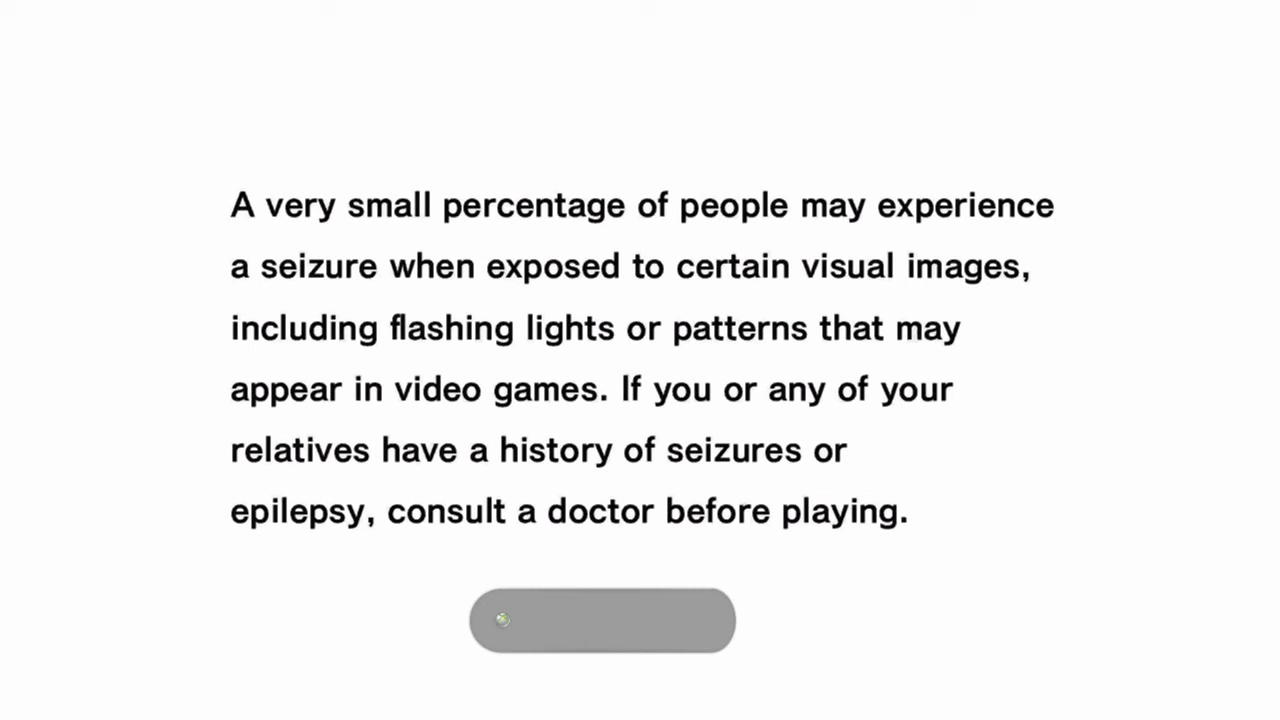 A very small percentage of people may experience
a seizure when exposed to certain visual images,
including flashing lights or patterns that may
appear in video games. If you or any of your
relatives have a history of seizures or
epilepsy, consult a doctor before playing.